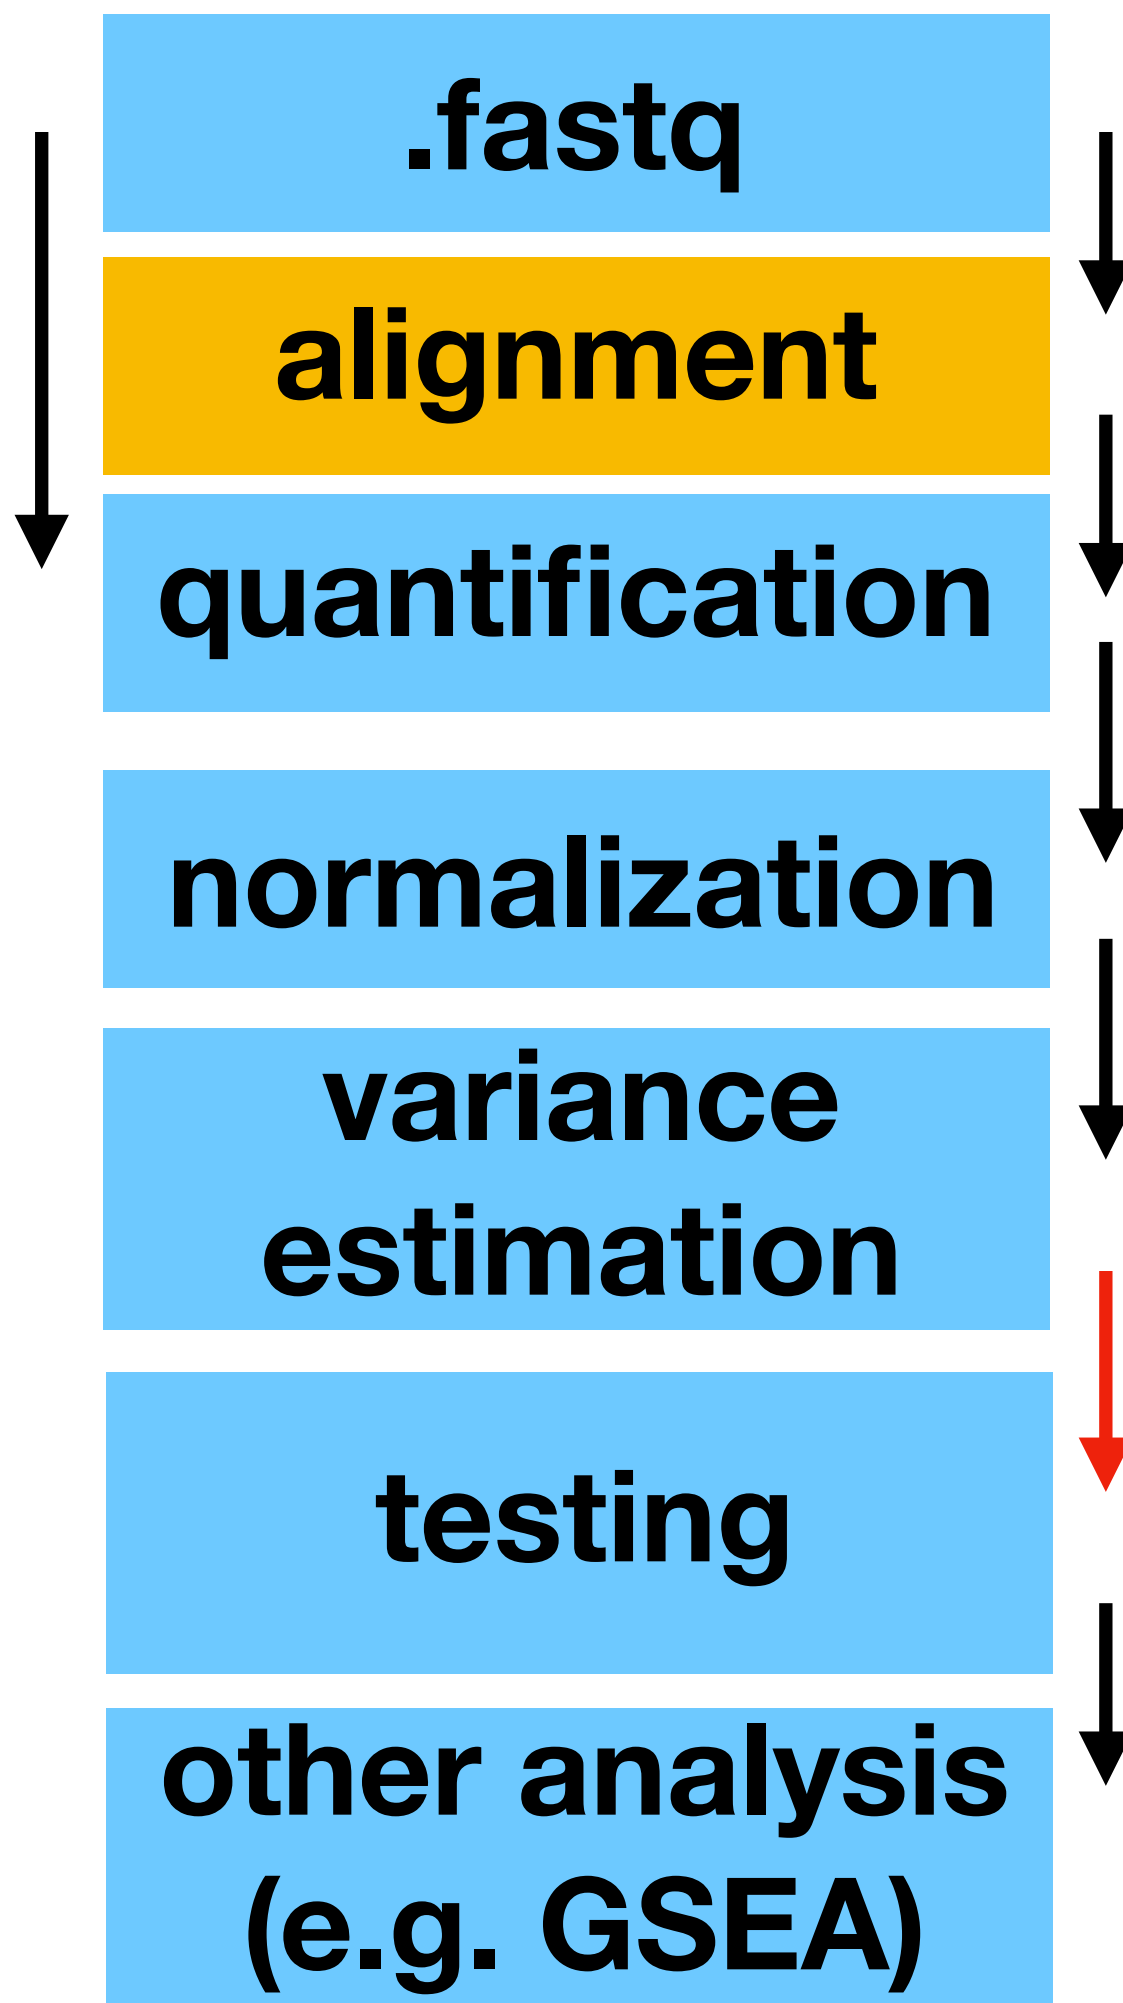 .fastq
alignment
quantification
normalization
variance
estimation
testing
other analysis
(e.g. GSEA)